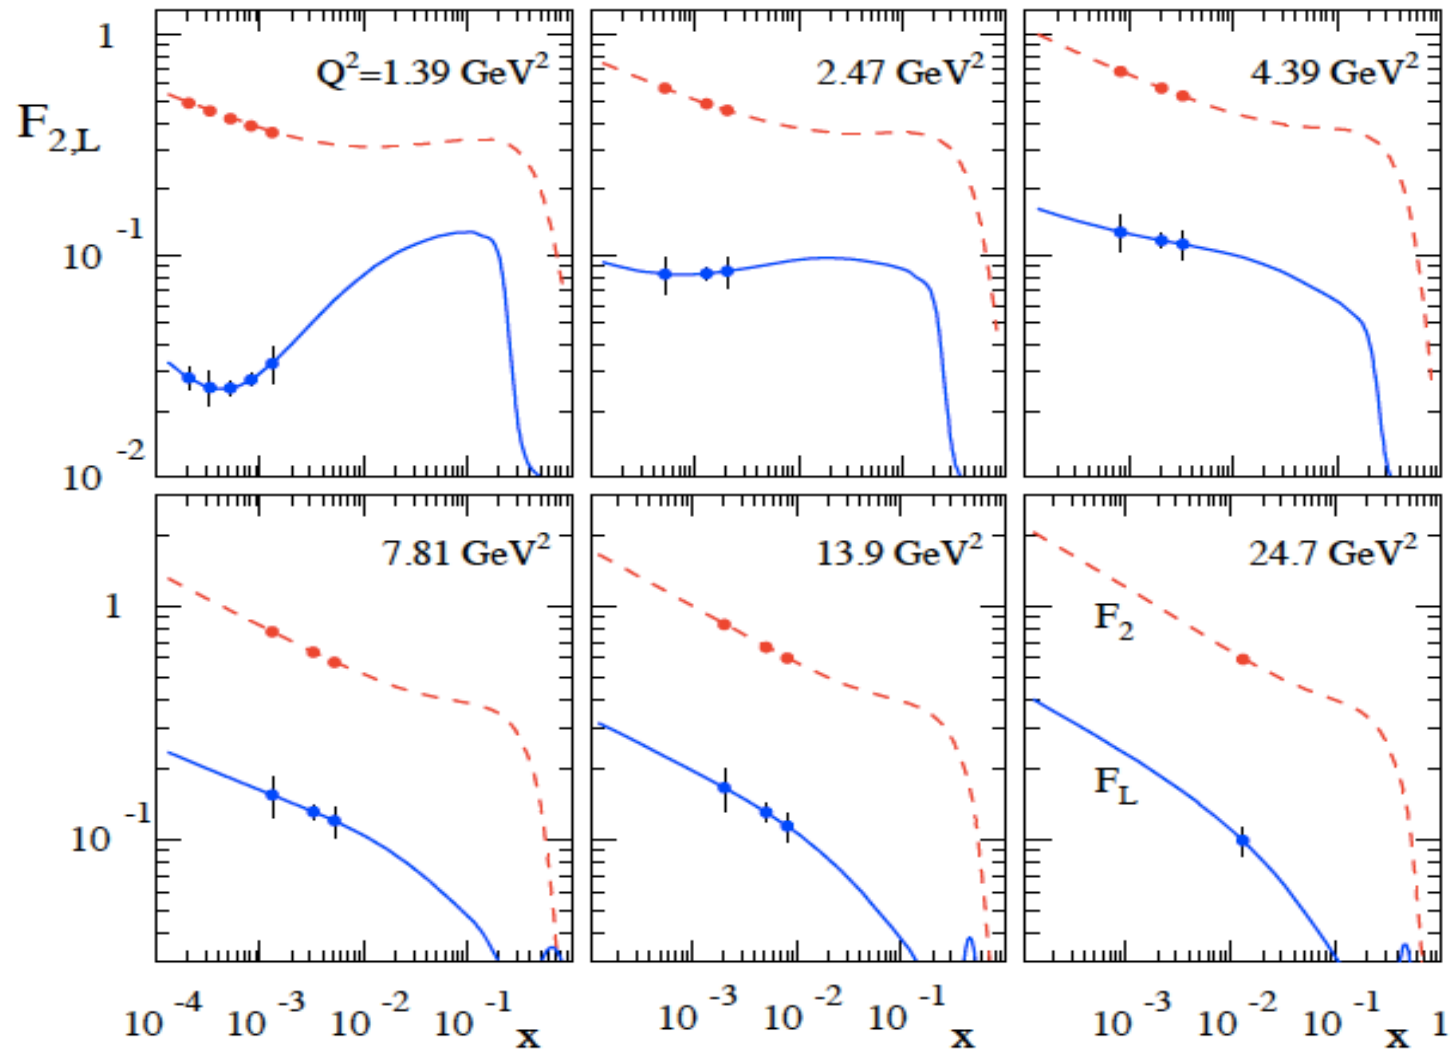 1
F₂,L
10⁻¹
10⁻²
Q²=1.39 GeV²
2.47 GeV²
4.39 GeV²
7.81 GeV²
13.9 GeV²
24.7 GeV²
1
10⁻¹
F₂
F_L
10⁻⁴ 10⁻³ 10⁻² 10⁻¹ x
10⁻³ 10⁻² 10⁻¹ x
10⁻³ 10⁻² 10⁻¹ x 1